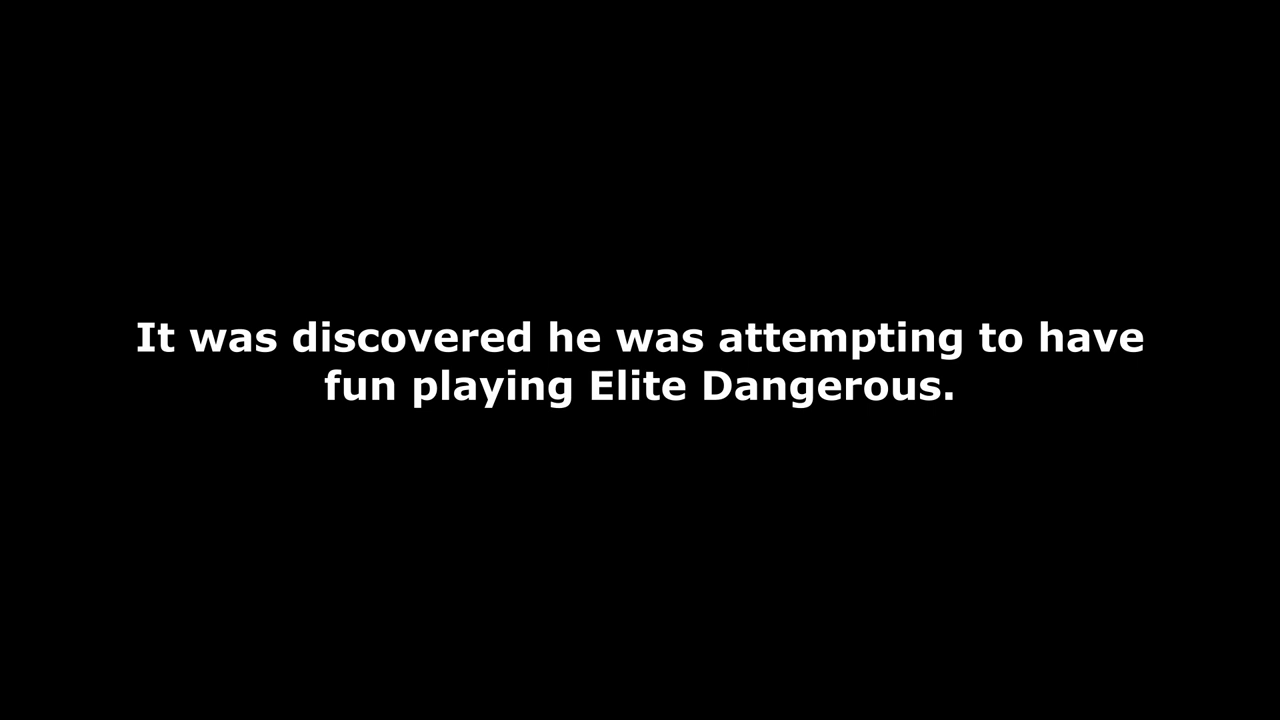 It was discovered he was attempting to have
fun playing Elite Dangerous.